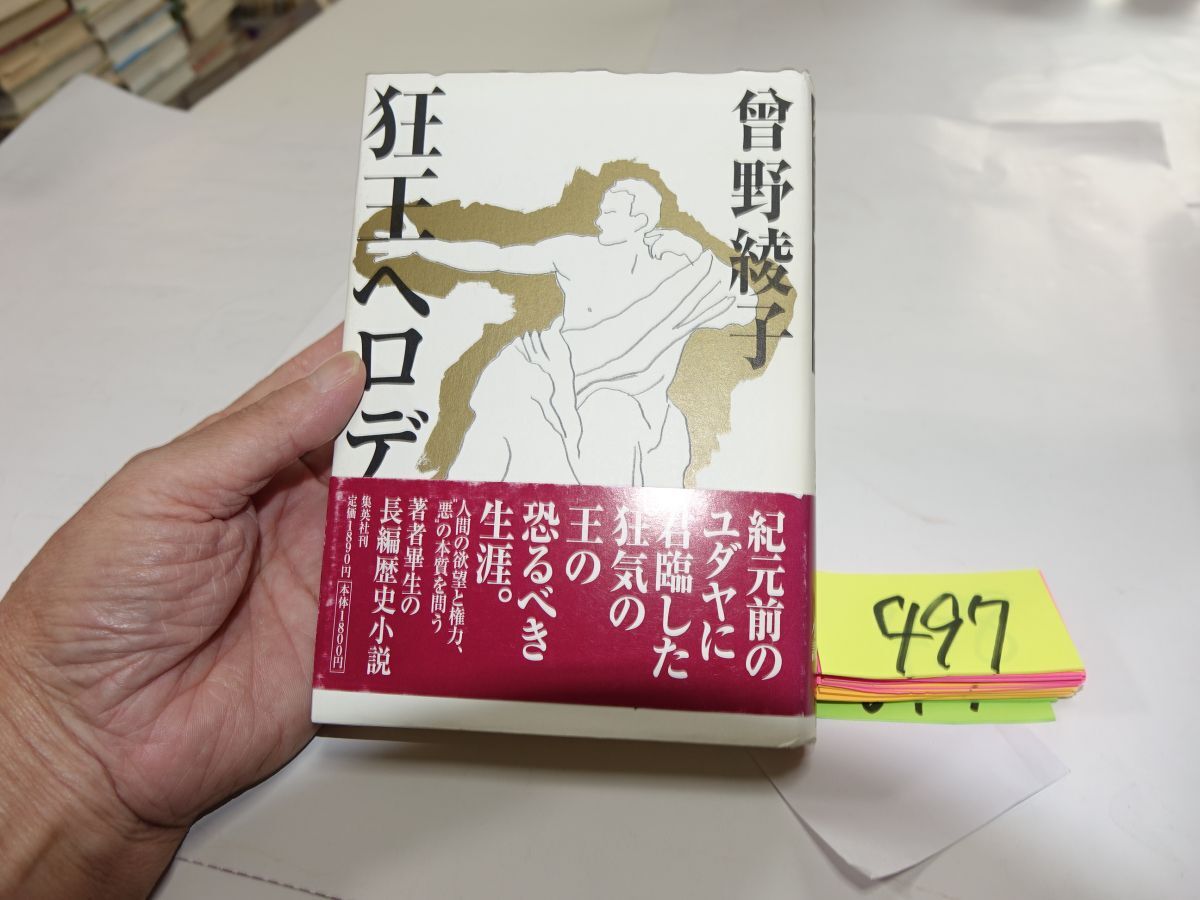 曾野綾子
狂王ヘロデ
紀元前の
ユダヤに
君臨した
狂気の
王の
恐るべき
生涯。
人間の欲望と権力、
“悪”の本質を問う
著者畢生の
長編歴史小説
集英社刊
定価1890円 本体1800円
497